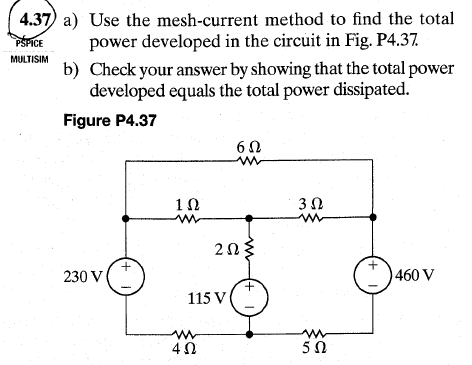 4.37 a) Use the mesh-current method to find the total
PSPICE power developed in the circuit in Fig. P4.37.
MULTISIM
b) Check your answer by showing that the total power
developed equals the total power dissipated.
Figure P4.37
6 Ω
1 Ω 3 Ω
2 Ω
230 V + − 115 V + − + − 460 V
4 Ω 5 Ω